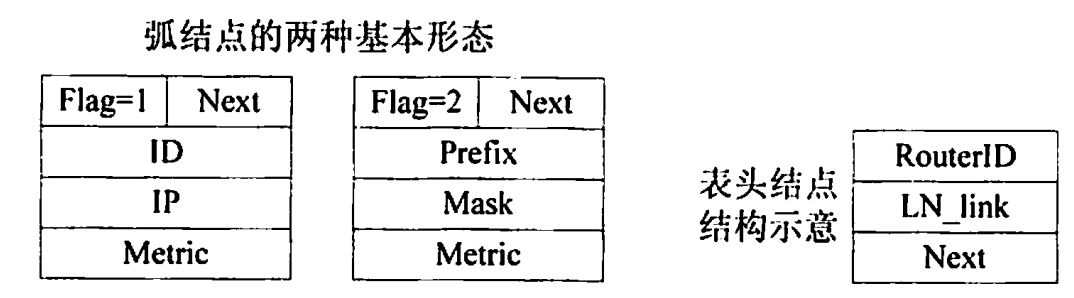 弧结点的两种基本形态
Flag=1 Next
ID
IP
Metric
Flag=2 Next
Prefix
Mask
Metric
表头结点
结构示意
RouterID
LN_link
Next